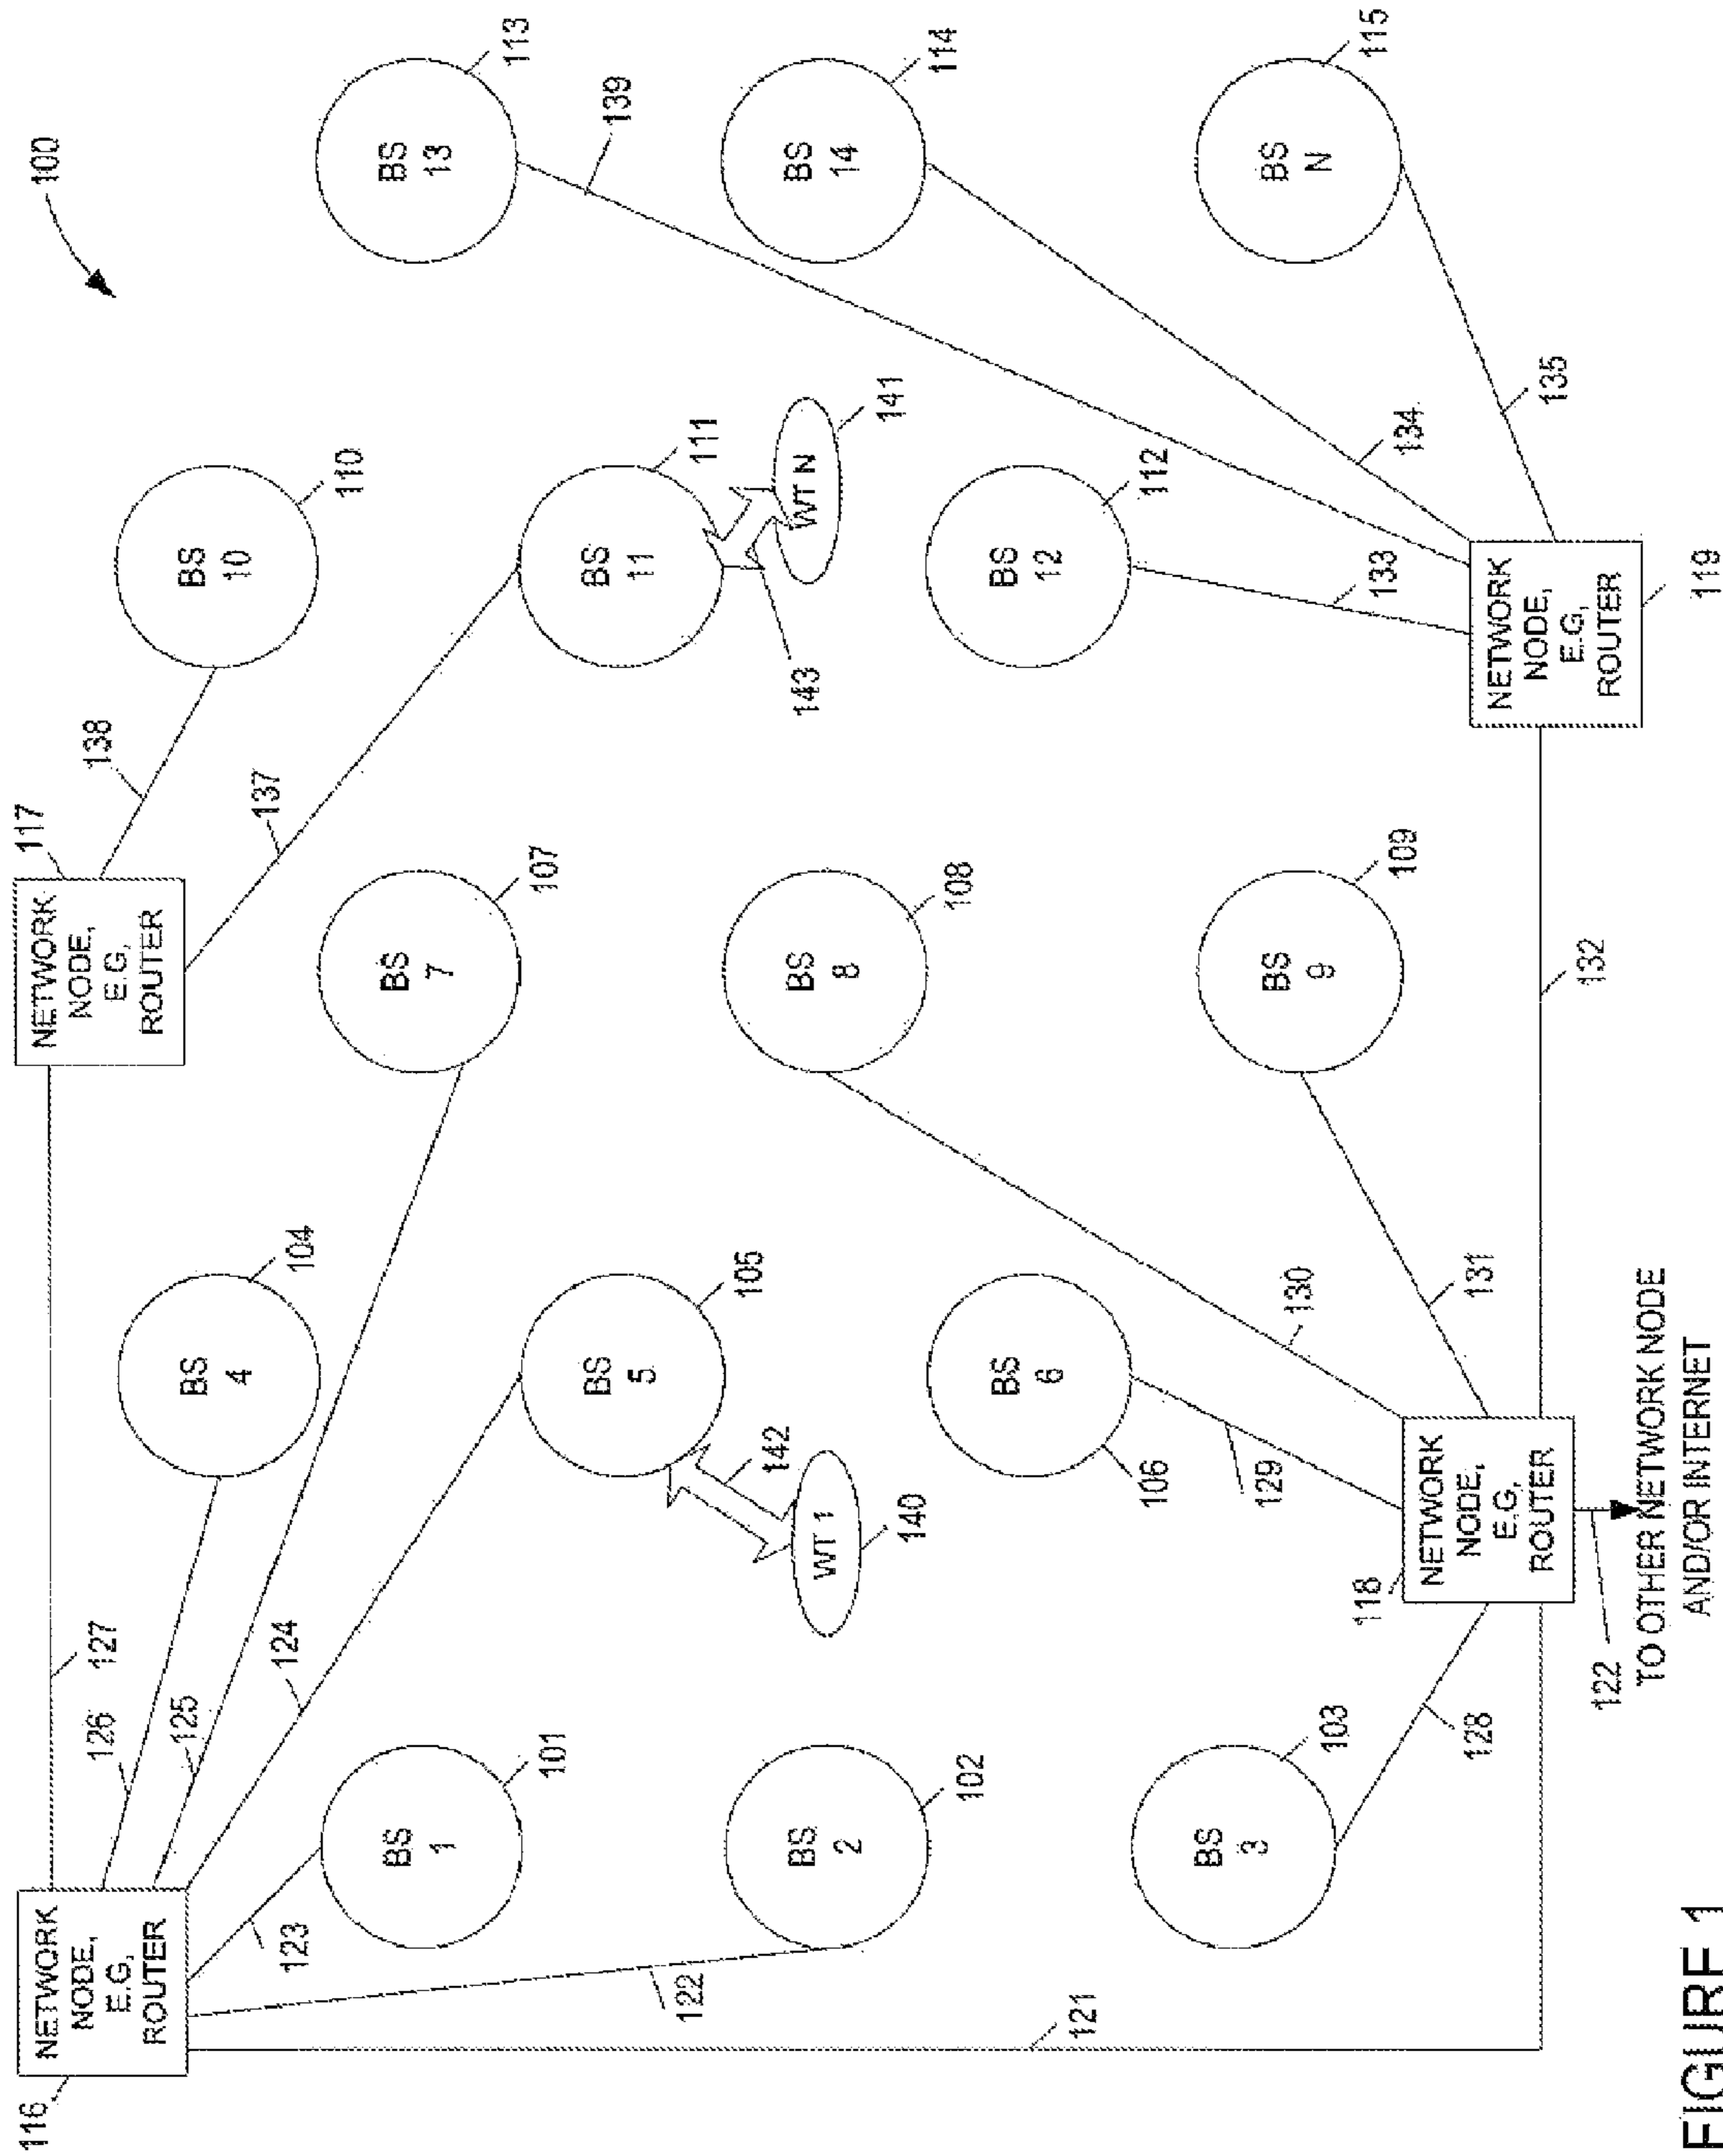 116
NETWORK
NODE,
E.G,
ROUTER
127
126
125
124
123
122
121
117
NETWORK
NODE,
E.G,
ROUTER
138
137
100
BS
4
104
BS
10
110
BS
1
101
BS
7
107
BS
13
113
139
BS
5
105
142
WT 1
140
BS
11
111
143
WT N
141
BS
2
102
BS
8
108
BS
14
114
BS
6
106
129
BS
12
112
133
BS
3
103
128
BS
9
109
BS
N
115
130
131
134
135
118
NETWORK
NODE,
E.G,
ROUTER
132
NETWORK
NODE,
E.G,
ROUTER
119
122
TO OTHER NETWORK NODE
AND/OR INTERNET
FIGURE 1